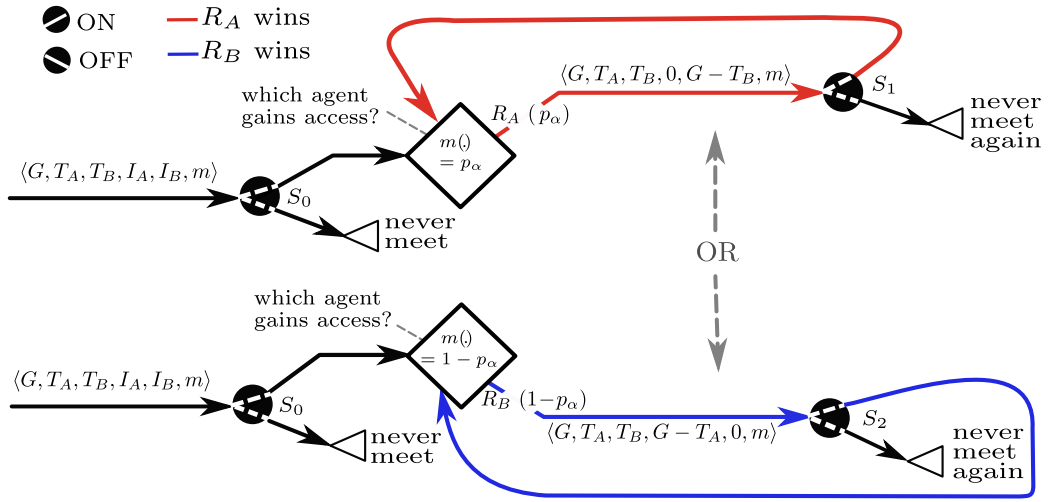 ON
R_A wins
OFF
R_B wins
which agent
gains access?
⟨G, T_A, T_B, 0, G − T_B, m⟩
S_1
R_A (p_α)
never
meet
again
m(.)
= p_α
⟨G, T_A, T_B, I_A, I_B, m⟩
S_0
never
meet
OR
which agent
gains access?
m(.)
= 1 − p_α
⟨G, T_A, T_B, I_A, I_B, m⟩
S_0
R_B (1−p_α)
⟨G, T_A, T_B, G − T_A, 0, m⟩
S_2
never
meet
never
meet
again